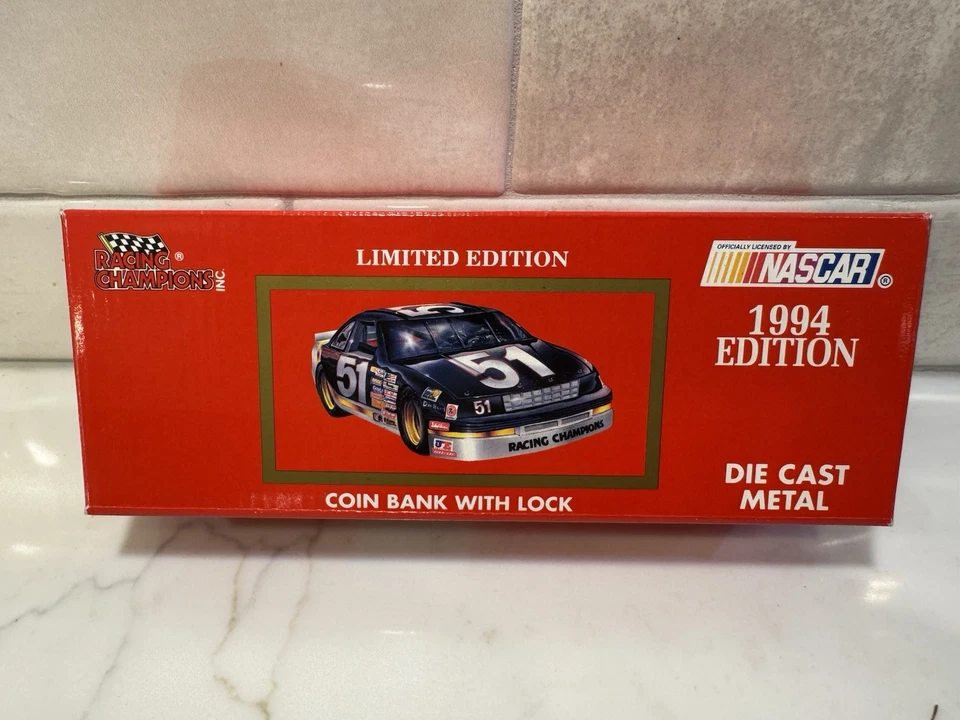 RACING
CHAMPIONS INC.
®
LIMITED EDITION
OFFICIALLY LICENSED BY
NASCAR®
1994
EDITION
51
51
51
51
RACING CHAMPIONS
COIN BANK WITH LOCK
DIE CAST
METAL